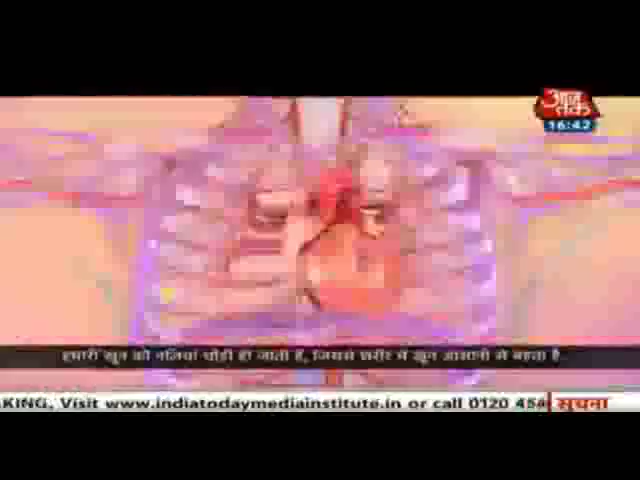 आज
तक
16:42
हमारी खून की नलियां चौड़ी हो जाती है, जिससे शरीर में खून आसानी से बहता है
KING, Visit www.indiatodaymediainstitute.in or call 0120 454
सूचना